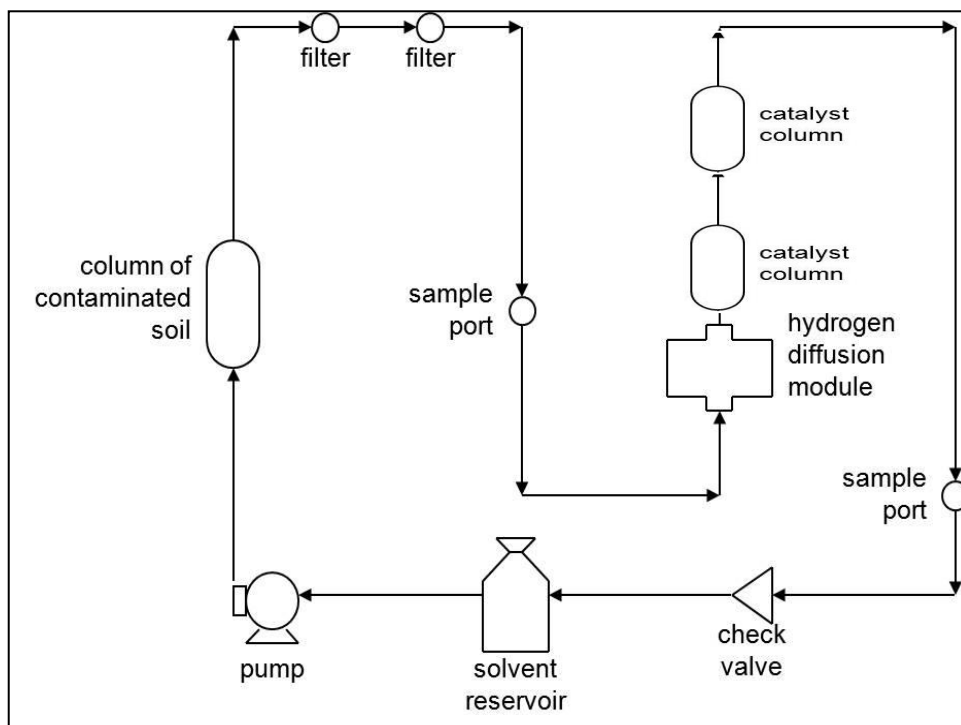 filter
filter
catalyst
column
catalyst
column
column of
contaminated
soil
sample
port
hydrogen
diffusion
module
sample
port
pump
solvent
reservoir
check
valve